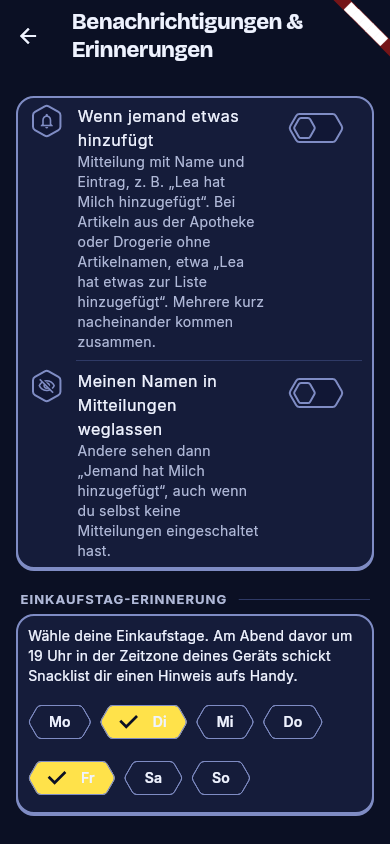 Benachrichtigungen &
Erinnerungen
Wenn jemand etwas
hinzufügt
Mitteilung mit Name und
Eintrag, z. B. „Lea hat
Milch hinzugefügt“. Bei
Artikeln aus der Apotheke
oder Drogerie ohne
Artikelnamen, etwa „Lea
hat etwas zur Liste
hinzugefügt“. Mehrere kurz
nacheinander kommen
zusammen.
Meinen Namen in
Mitteilungen
weglassen
Andere sehen dann
„Jemand hat Milch
hinzugefügt“, auch wenn
du selbst keine
Mitteilungen eingeschaltet
hast.
EINKAUFSTAG-ERINNERUNG
Wähle deine Einkaufstage. Am Abend davor um
19 Uhr in der Zeitzone deines Geräts schickt
Snacklist dir einen Hinweis aufs Handy.
Mo Di Mi Do
Fr Sa So